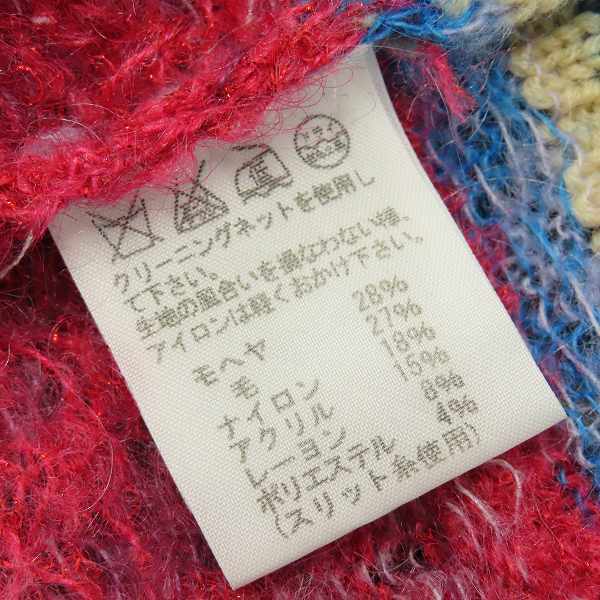 低
ドライ
クリーニングネットを使用し
て下さい。
生地の風合いを損なわない様、
アイロンは軽くおかけ下さい。
モヘヤ 28%
毛 27%
ナイロン 18%
アクリル 15%
レーヨン 8%
ポリエステル 4%
(スリット糸使用)